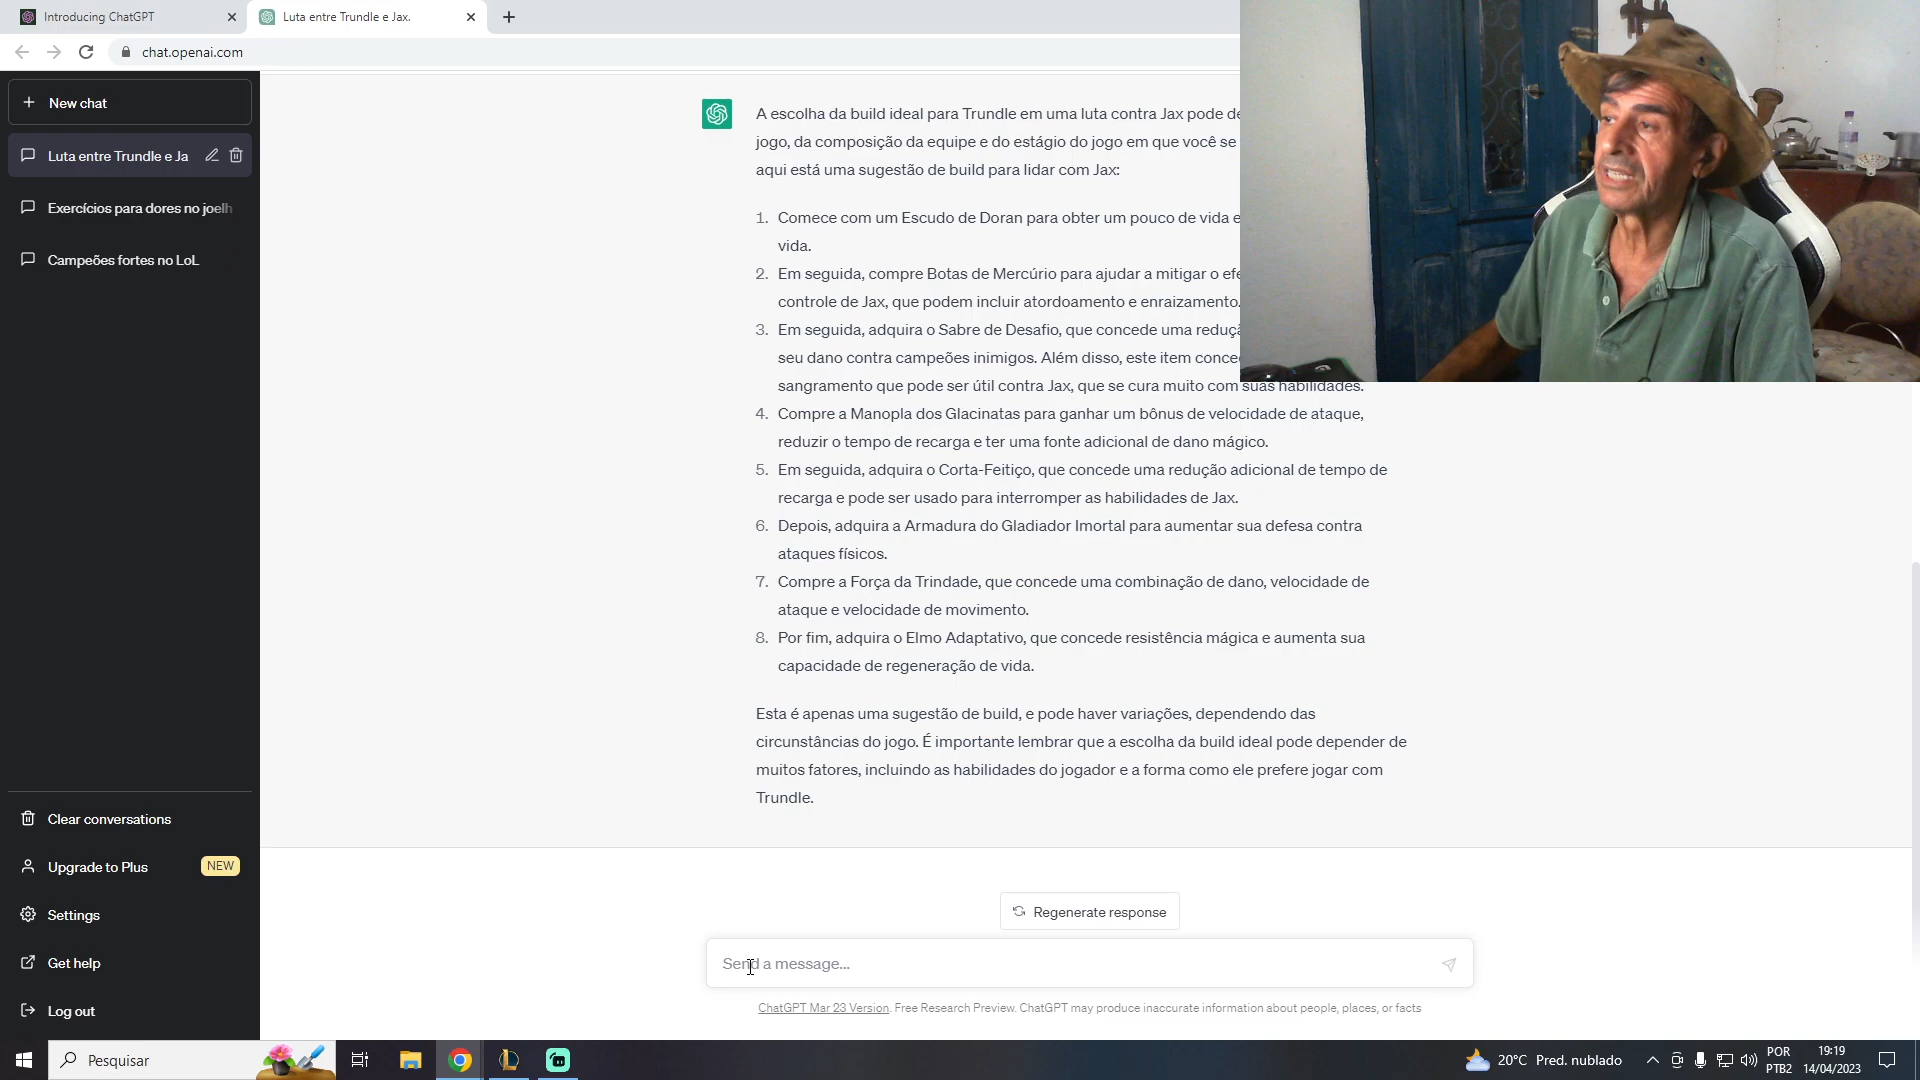 Introducing ChatGPT
Luta entre Trundle e Jax.
chat.openai.com
New chat
Luta entre Trundle e Ja
Exercícios para dores no joelh
Campeões fortes no LoL
A escolha da build ideal para Trundle em uma luta contra Jax pode de
jogo, da composição da equipe e do estágio do jogo em que você se
aqui está uma sugestão de build para lidar com Jax:
1. Comece com um Escudo de Doran para obter um pouco de vida e
vida.
2. Em seguida, compre Botas de Mercúrio para ajudar a mitigar o efe
controle de Jax, que podem incluir atordoamento e enraizamento.
3. Em seguida, adquira o Sabre de Desafio, que concede uma reduçã
seu dano contra campeões inimigos. Além disso, este item conce
sangramento que pode ser útil contra Jax, que se cura muito com suas habilidades.
4. Compre a Manopla dos Glacinatas para ganhar um bônus de velocidade de ataque,
reduzir o tempo de recarga e ter uma fonte adicional de dano mágico.
5. Em seguida, adquira o Corta-Feitiço, que concede uma redução adicional de tempo de
recarga e pode ser usado para interromper as habilidades de Jax.
6. Depois, adquira a Armadura do Gladiador Imortal para aumentar sua defesa contra
ataques físicos.
7. Compre a Força da Trindade, que concede uma combinação de dano, velocidade de
ataque e velocidade de movimento.
8. Por fim, adquira o Elmo Adaptativo, que concede resistência mágica e aumenta sua
capacidade de regeneração de vida.
Esta é apenas uma sugestão de build, e pode haver variações, dependendo das
circunstâncias do jogo. É importante lembrar que a escolha da build ideal pode depender de
muitos fatores, incluindo as habilidades do jogador e a forma como ele prefere jogar com
Trundle.
Clear conversations
Upgrade to Plus NEW
Settings
Get help
Log out
Regenerate response
Send a message...
ChatGPT Mar 23 Version. Free Research Preview. ChatGPT may produce inaccurate information about people, places, or facts
Pesquisar
20°C Pred. nublado
POR
PTB2
19:19
14/04/2023